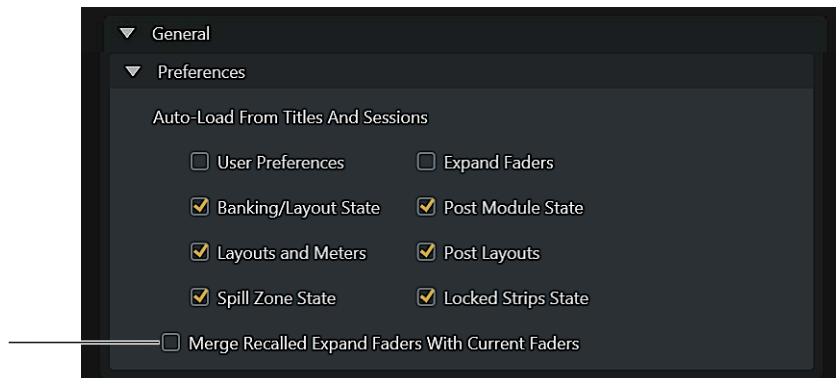 General
Preferences
Auto-Load From Titles And Sessions
User Preferences Expand Faders
Banking/Layout State Post Module State
Layouts and Meters Post Layouts
Spill Zone State Locked Strips State
Merge Recalled Expand Faders With Current Faders